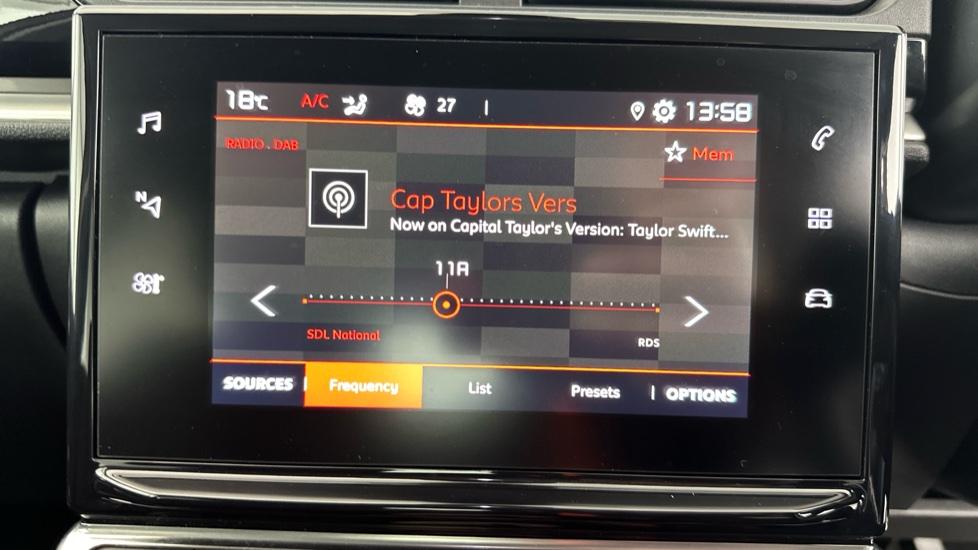 18°C A/C 27 13:58
RADIO . DAB
Mem
Cap Taylors Vers
Now on Capital Taylor's Version: Taylor Swift...
11A
SDL National
RDS
SOURCES Frequency List Presets OPTIONS
N